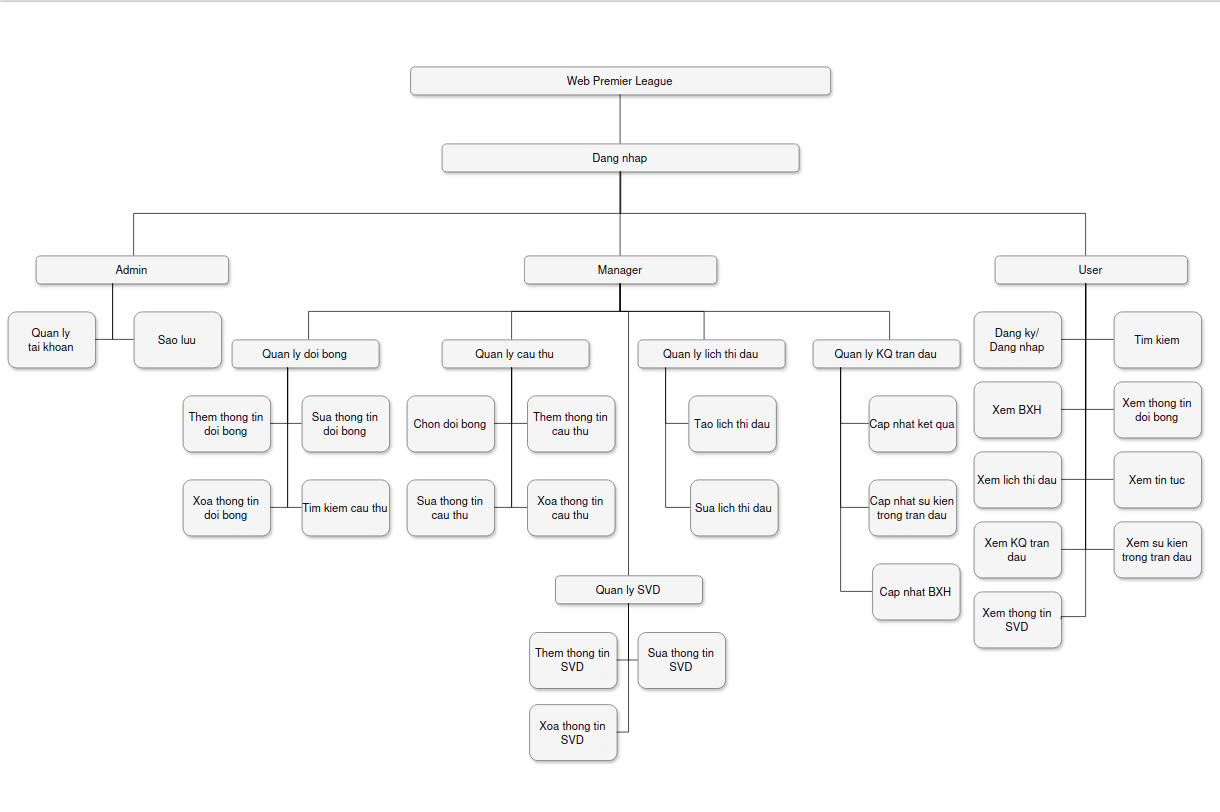 Web Premier League
Dang nhap
Admin
Manager
User
Quan ly
tai khoan
Sao luu
Quan ly doi bong
Quan ly cau thu
Quan ly lich thi dau
Quan ly KQ tran dau
Them thong tin
doi bong
Sua thong tin
doi bong
Xoa thong tin
doi bong
Tim kiem cau thu
Chon doi bong
Them thong tin
cau thu
Sua thong tin
cau thu
Xoa thong tin
cau thu
Tao lich thi dau
Sua lich thi dau
Cap nhat ket qua
Cap nhat su kien
trong tran dau
Cap nhat BXH
Quan ly SVD
Them thong tin
SVD
Sua thong tin
SVD
Xoa thong tin
SVD
Dang ky/
Dang nhap
Tim kiem
Xem BXH
Xem thong tin
doi bong
Xem lich thi dau
Xem tin tuc
Xem KQ tran
dau
Xem su kien
trong tran dau
Xem thong tin
SVD